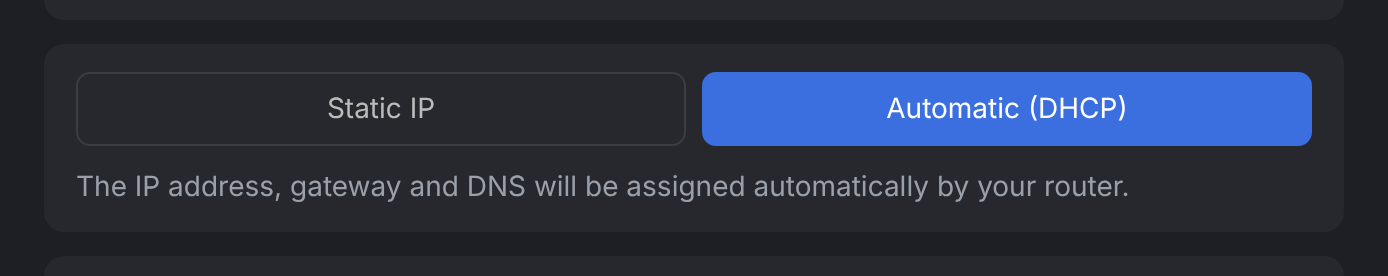 Static IP
Automatic (DHCP)
The IP address, gateway and DNS will be assigned automatically by your router.